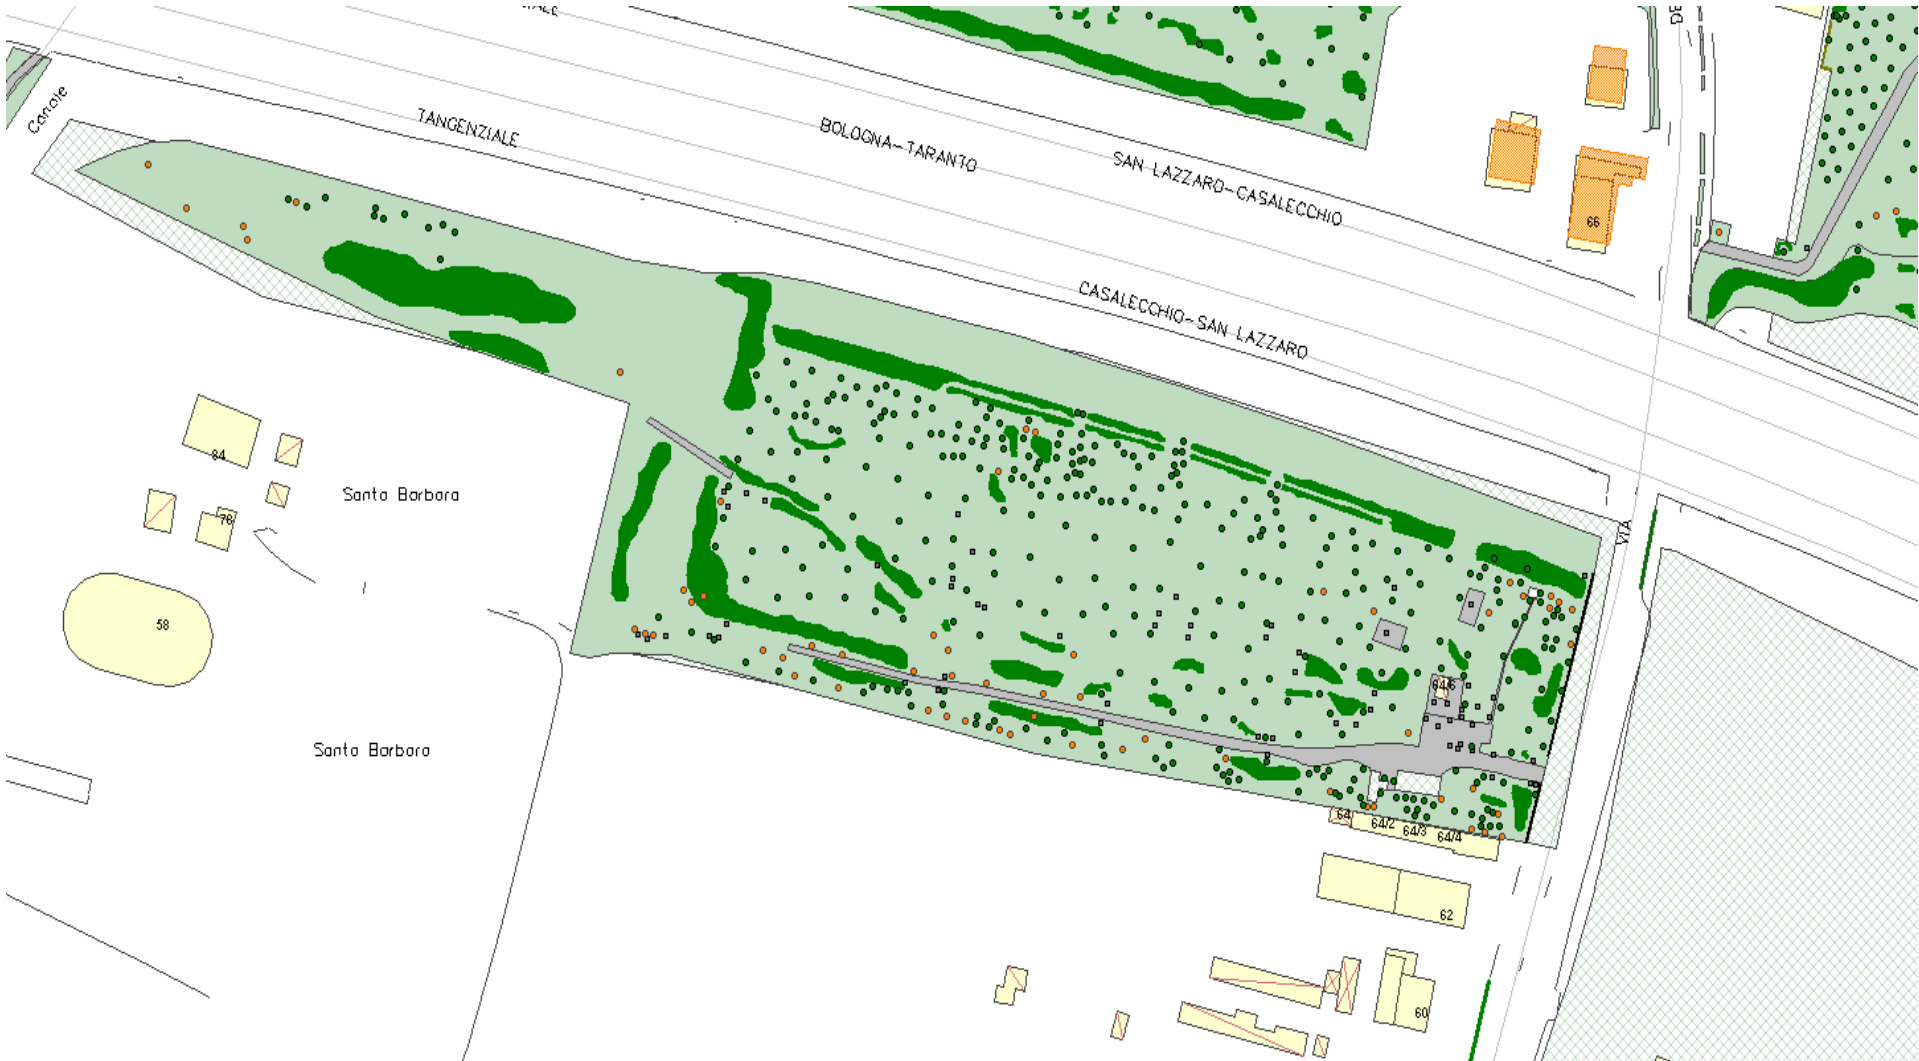 Canale
TANGENZIALE
BOLOGNA-TARANTO
SAN LAZZARO-CASALECCHIO
66
CASALECCHIO-SAN LAZZARO
84
Santa Barbara
78
VIA
58
64/6
Santa Barbara
64
64/2
64/3
64/4
62
60